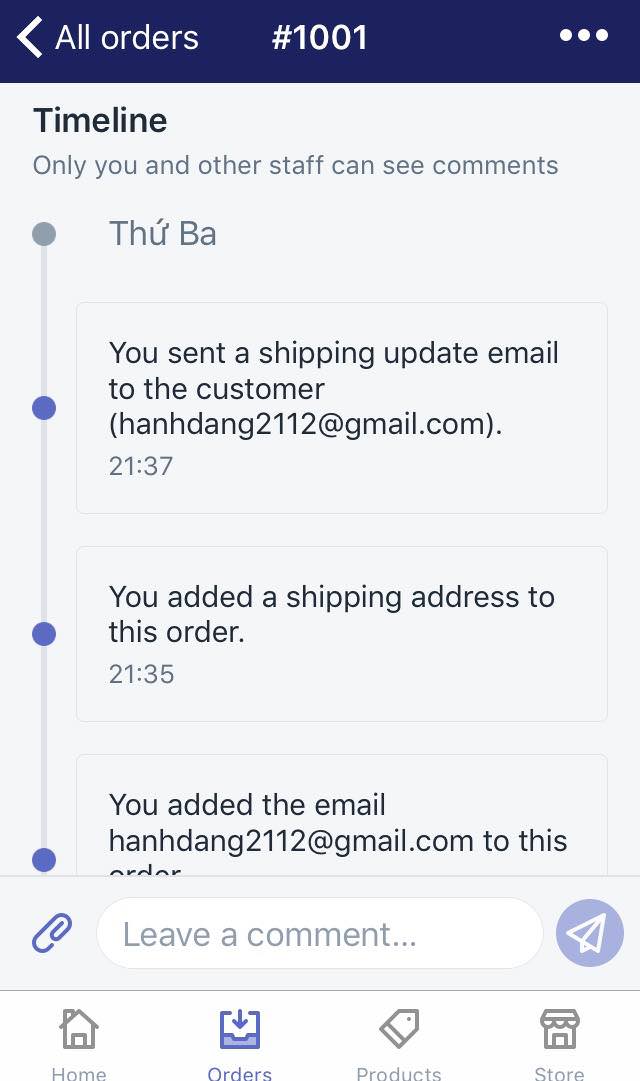 All orders
#1001
Timeline
Only you and other staff can see comments
Thứ Ba
You sent a shipping update email
to the customer
(hanhdang2112@gmail.com).
21:37
You added a shipping address to
this order.
21:35
You added the email
hanhdang2112@gmail.com to this
order
Leave a comment...
Home
Orders
Products
Store